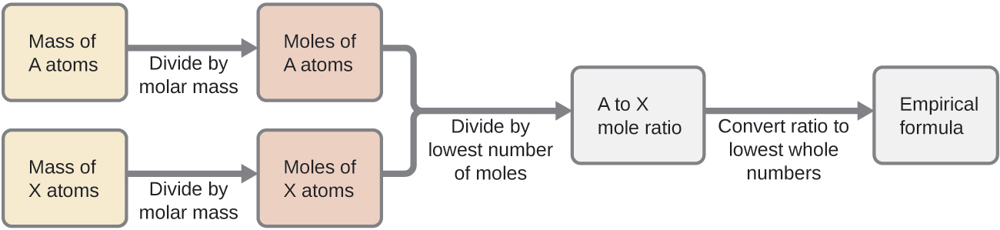 Mass of
A atoms
Divide by
molar mass
Moles of
A atoms
Mass of
X atoms
Divide by
molar mass
Moles of
X atoms
Divide by
lowest number
of moles
A to X
mole ratio
Convert ratio to
lowest whole
numbers
Empirical
formula